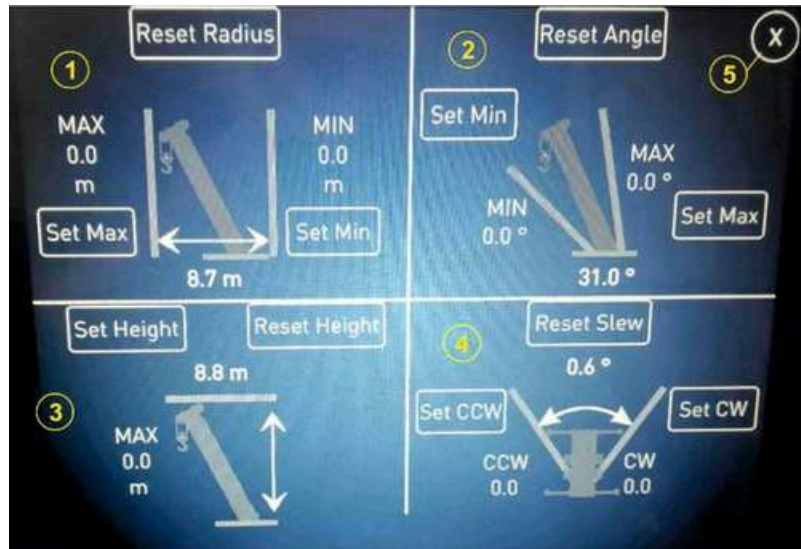 Reset Radius
1
MAX
0.0
m
MIN
0.0
m
Set Max
Set Min
8.7 m
Reset Angle
2
5
X
Set Min
MAX
0.0 °
MIN
0.0 °
Set Max
31.0 °
Set Height
Reset Height
8.8 m
3
MAX
0.0
m
Reset Slew
4
0.6 °
Set CCW
Set CW
CCW
0.0
CW
0.0